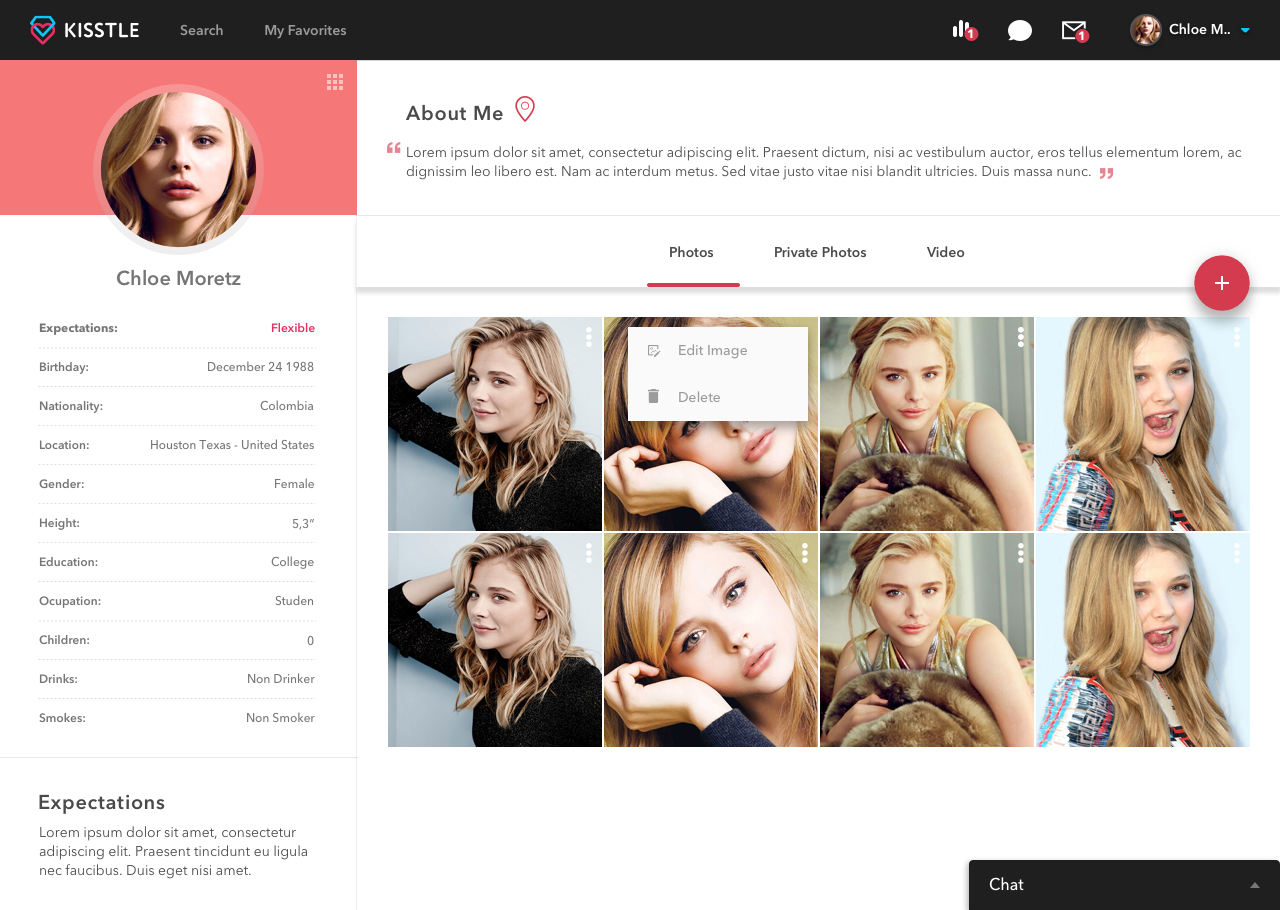 KISSTLE
Search
My Favorites
1
1
Chloe M..
Chloe Moretz
Expectations: Flexible
Birthday: December 24 1988
Nationality: Colombia
Location: Houston Texas - United States
Gender: Female
Height: 5,3”
Education: College
Ocupation: Studen
Children: 0
Drinks: Non Drinker
Smokes: Non Smoker
Expectations
Lorem ipsum dolor sit amet, consectetur
adipiscing elit. Praesent tincidunt eu ligula
nec faucibus. Duis eget nisi amet.
About Me
“ Lorem ipsum dolor sit amet, consectetur adipiscing elit. Praesent dictum, nisi ac vestibulum auctor, eros tellus elementum lorem, ac
dignissim leo libero est. Nam ac interdum metus. Sed vitae justo vitae nisi blandit ultricies. Duis massa nunc. ”
Photos
Private Photos
Video
+
Edit Image
Delete
Chat